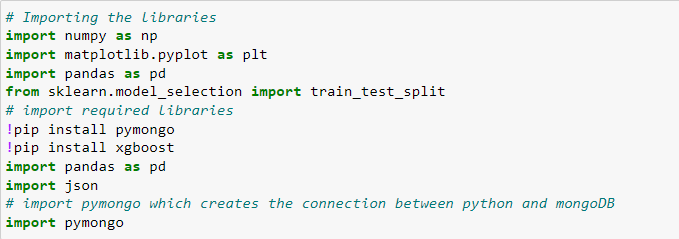 # Importing the Libraries
import numpy as np
import matplotlib.pyplot as plt
import pandas as pd
from sklearn.model_selection import train_test_split
# import required libraries
!pip install pymongo
!pip install xgboost
import pandas as pd
import json
# import pymongo which creates the connection between python and mongoDB
import pymongo